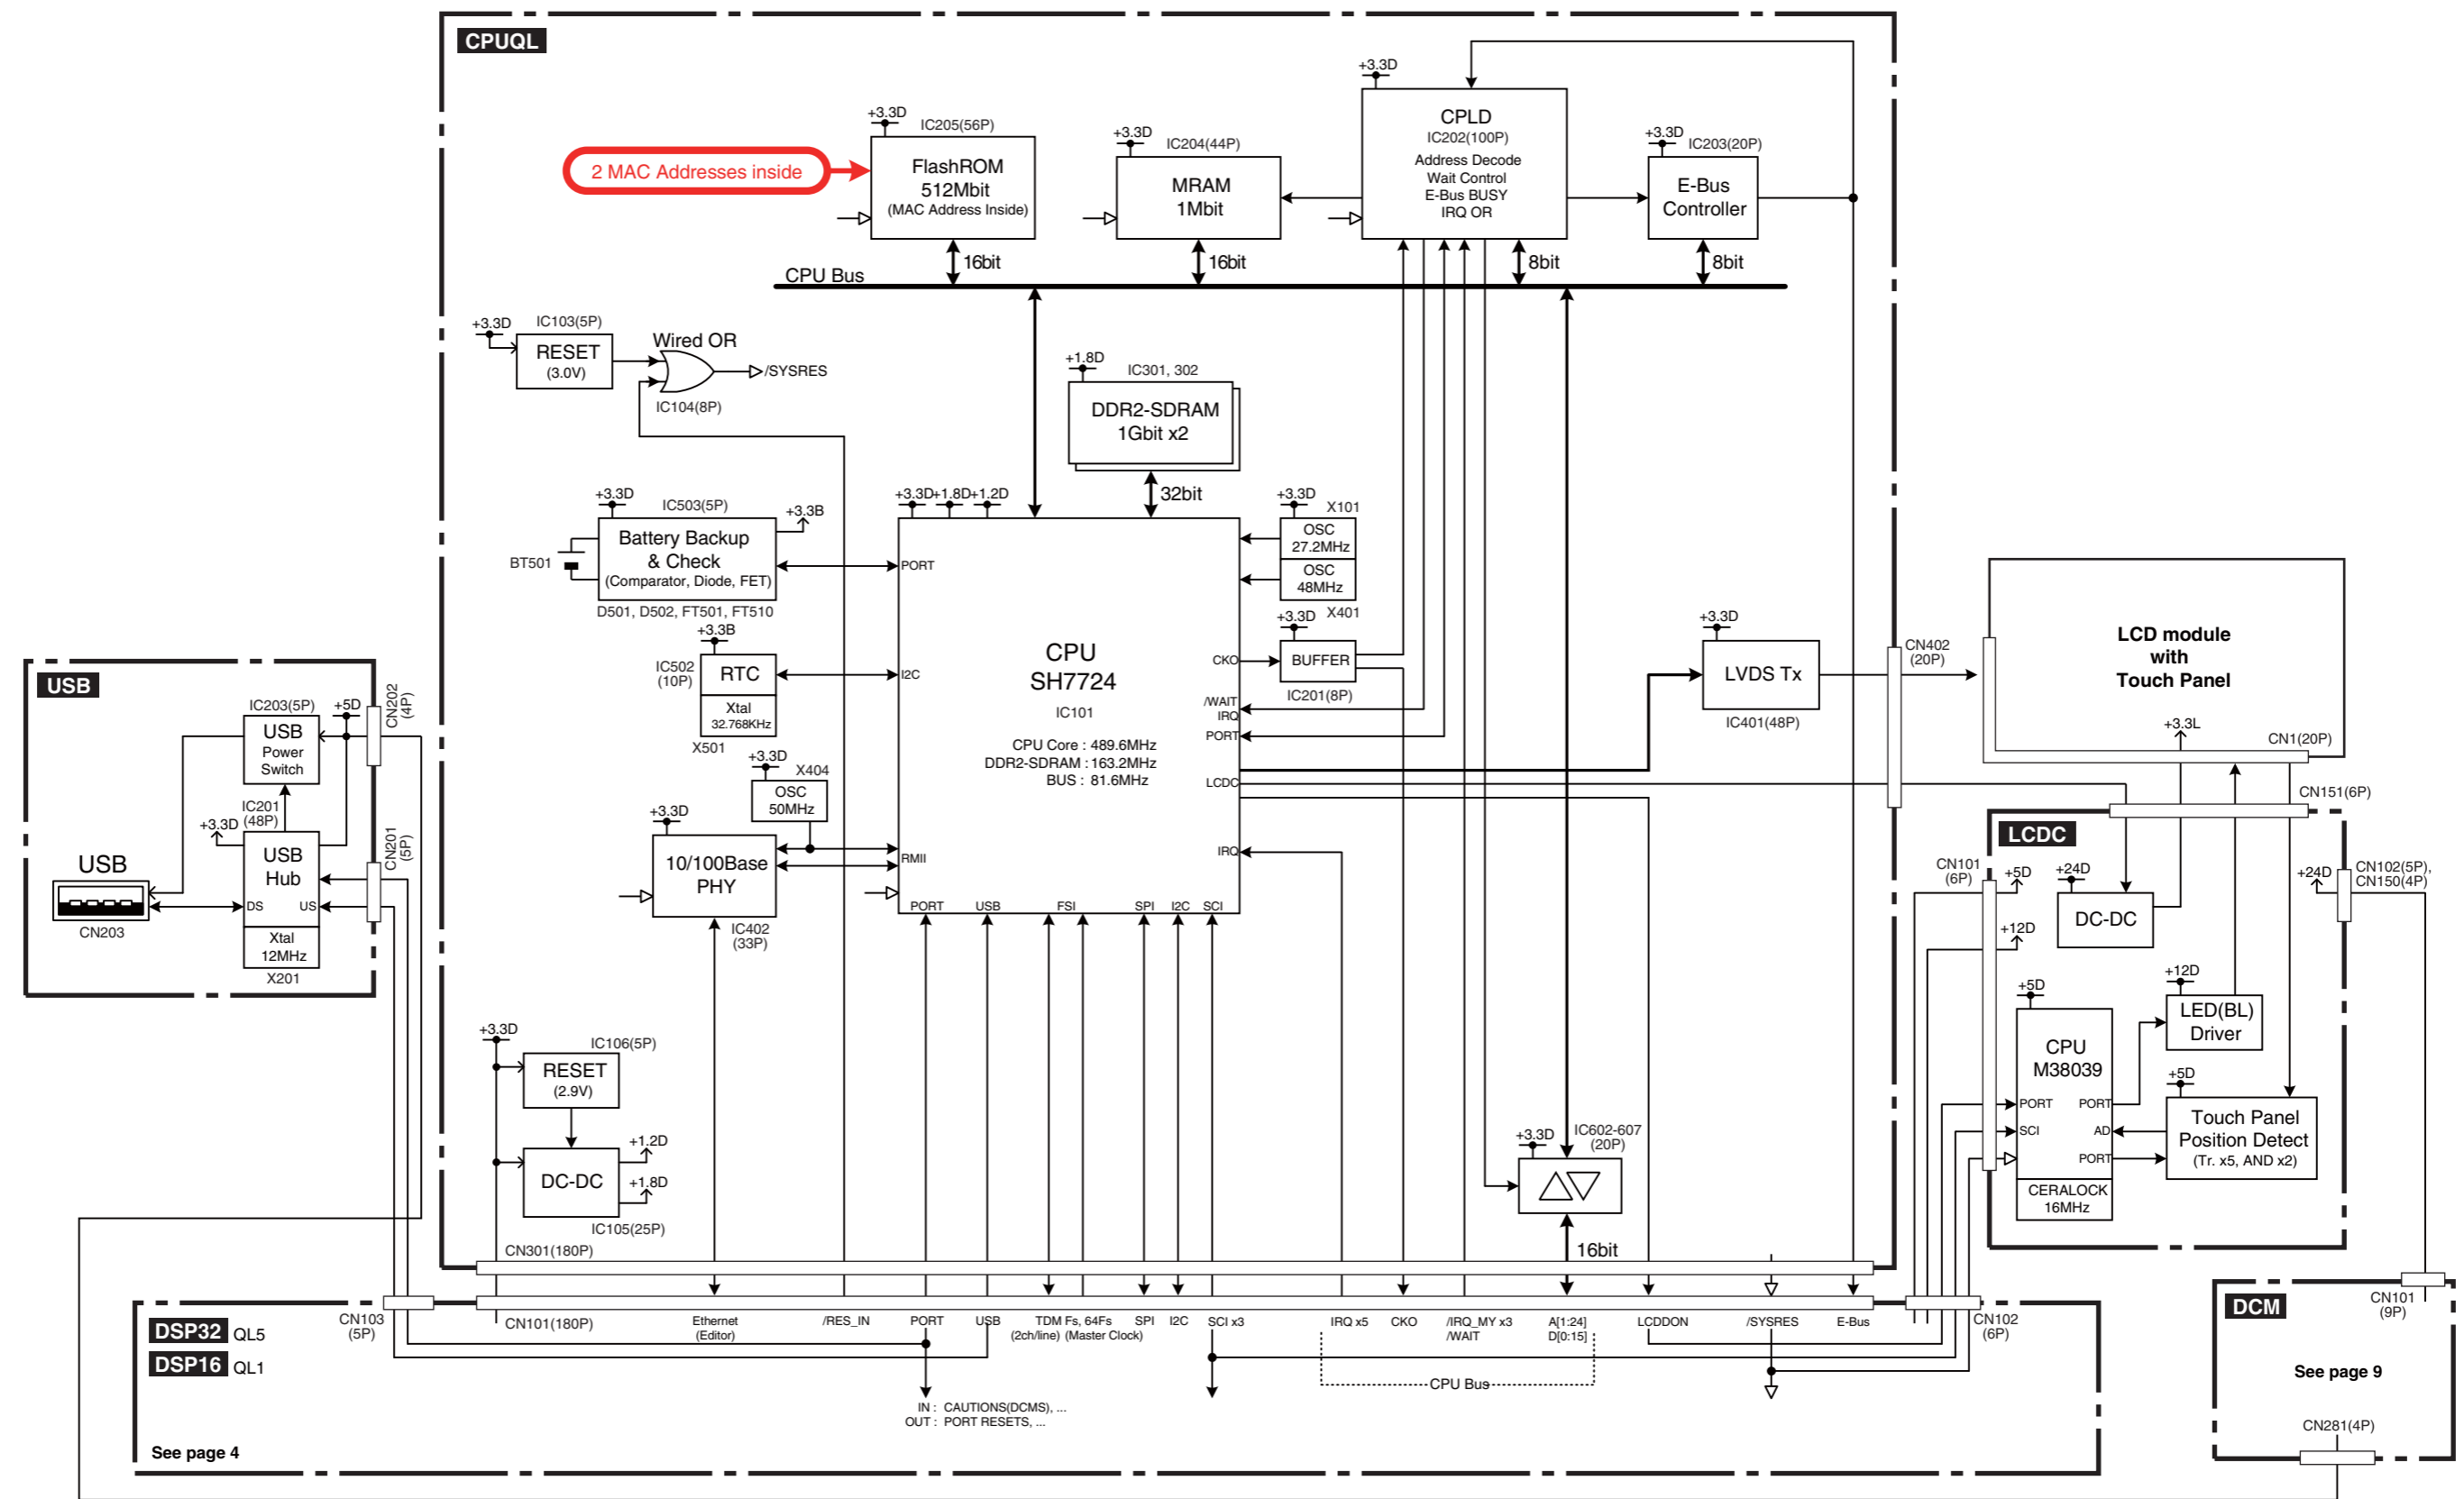 CPUQL
+3.3D
CPLD
IC202(100P)
Address Decode
Wait Control
E-Bus BUSY
IRQ OR
+3.3D
IC205(56P)
FlashROM
512Mbit
(MAC Address Inside)
2 MAC Addresses inside
+3.3D
IC204(44P)
MRAM
1Mbit
+3.3D
IC203(20P)
E-Bus
Controller
16bit
16bit
8bit
8bit
CPU Bus
+3.3D
IC103(5P)
RESET
(3.0V)
Wired OR
/SYSRES
IC104(8P)
+1.8D
IC301, 302
DDR2-SDRAM
1Gbit x2
32bit
+3.3D
IC503(5P)
+3.3B
Battery Backup
& Check
(Comparator, Diode, FET)
BT501
D501, D502, FT501, FT510
+3.3D+1.8D+1.2D
+3.3D
X101
OSC
27.2MHz
OSC
48MHz
X401
+3.3B
IC502
(10P)
RTC
Xtal
32.768KHz
X501
+3.3D
X404
OSC
50MHz
+3.3D
10/100Base
PHY
IC402
(33P)
PORT
I2C
RMII
CPU
SH7724
IC101
CPU Core : 489.6MHz
DDR2-SDRAM : 163.2MHz
BUS : 81.6MHz
CKO
/WAIT
IRQ
PORT
LCDC
IRQ
PORT
USB
FSI
SPI
I2C
SCI
+3.3D
BUFFER
IC201(8P)
+3.3D
LVDS Tx
IC401(48P)
CN402
(20P)
LCD module
with
Touch Panel
+3.3L
CN1(20P)
CN151(6P)
USB
IC203(5P)
+5D
USB
Power
Switch
CN202
(4P)
IC201
(48P)
+3.3D
USB
Hub
DS
US
CN201
(5P)
USB
CN203
Xtal
12MHz
X201
LCDC
CN101
(6P)
+5D
+12D
+24D
DC-DC
+24D
CN102(5P),
CN150(4P)
+12D
LED(BL)
Driver
+5D
CPU
M38039
PORT
PORT
SCI
AD
PORT
CERALOCK
16MHz
+5D
Touch Panel
Position Detect
(Tr. x5, AND x2)
+3.3D
IC106(5P)
RESET
(2.9V)
DC-DC
+1.2D
+1.8D
IC105(25P)
+3.3D
IC602-607
(20P)
16bit
CN301(180P)
DSP32 QL5
DSP16 QL1
CN103
(5P)
CN101(180P)
Ethernet
(Editor)
/RES_IN
PORT
USB
TDM Fs, 64Fs
(2ch/line) (Master Clock)
SPI
I2C
SCI x3
IRQ x5
CKO
/IRQ_MY x3
/WAIT
A[1:24]
D[0:15]
LCDDON
/SYSRES
E-Bus
CN102
(6P)
CPU Bus
IN : CAUTIONS(DCMS), ...
OUT : PORT RESETS, ...
See page 4
DCM
CN101
(9P)
See page 9
CN281(4P)